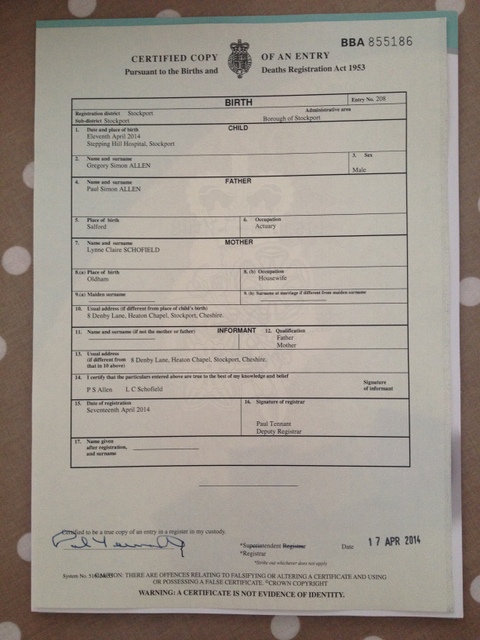 BBA 855186
CERTIFIED COPY OF AN ENTRY
Pursuant to the Births and Deaths Registration Act 1953
BIRTH
Entry No. 208
Registration district Stockport
Administrative area
Sub-district Stockport
Borough of Stockport
1. Date and place of birth
CHILD
Eleventh April 2014
Stepping Hill Hospital, Stockport
2. Name and surname
3. Sex
Gregory Simon ALLEN
Male
4. Name and surname
FATHER
Paul Simon ALLEN
5. Place of birth
6. Occupation
Salford
Actuary
7. Name and surname
MOTHER
Lynne Claire SCHOFIELD
8.(a) Place of birth
8. (b) Occupation
Oldham
Housewife
9.(a) Maiden surname
9. (b) Surname at marriage if different from maiden surname
10. Usual address (if different from place of child's birth)
8 Denby Lane, Heaton Chapel, Stockport, Cheshire.
11. Name and surname (if not the mother or father)
INFORMANT
12. Qualification
Father
Mother
13. Usual address
(if different from
that in 10 above)
8 Denby Lane, Heaton Chapel, Stockport, Cheshire.
14. I certify that the particulars entered above are true to the best of my knowledge and belief
P S Allen L C Schofield
Signature
of informant
15. Date of registration
16. Signature of registrar
Seventeenth April 2014
Paul Tennant
Deputy Registrar
17. Name given
after registration,
and surname
Certified to be a true copy of an entry in a register in my custody.
*Superintendent Registrar
*Registrar
Date 17 APR 2014
*Strike out whichever does not apply
System No. CAUTION: THERE ARE OFFENCES RELATING TO FALSIFYING OR ALTERING A CERTIFICATE AND USING
OR POSSESSING A FALSE CERTIFICATE. ©CROWN COPYRIGHT
WARNING: A CERTIFICATE IS NOT EVIDENCE OF IDENTITY.